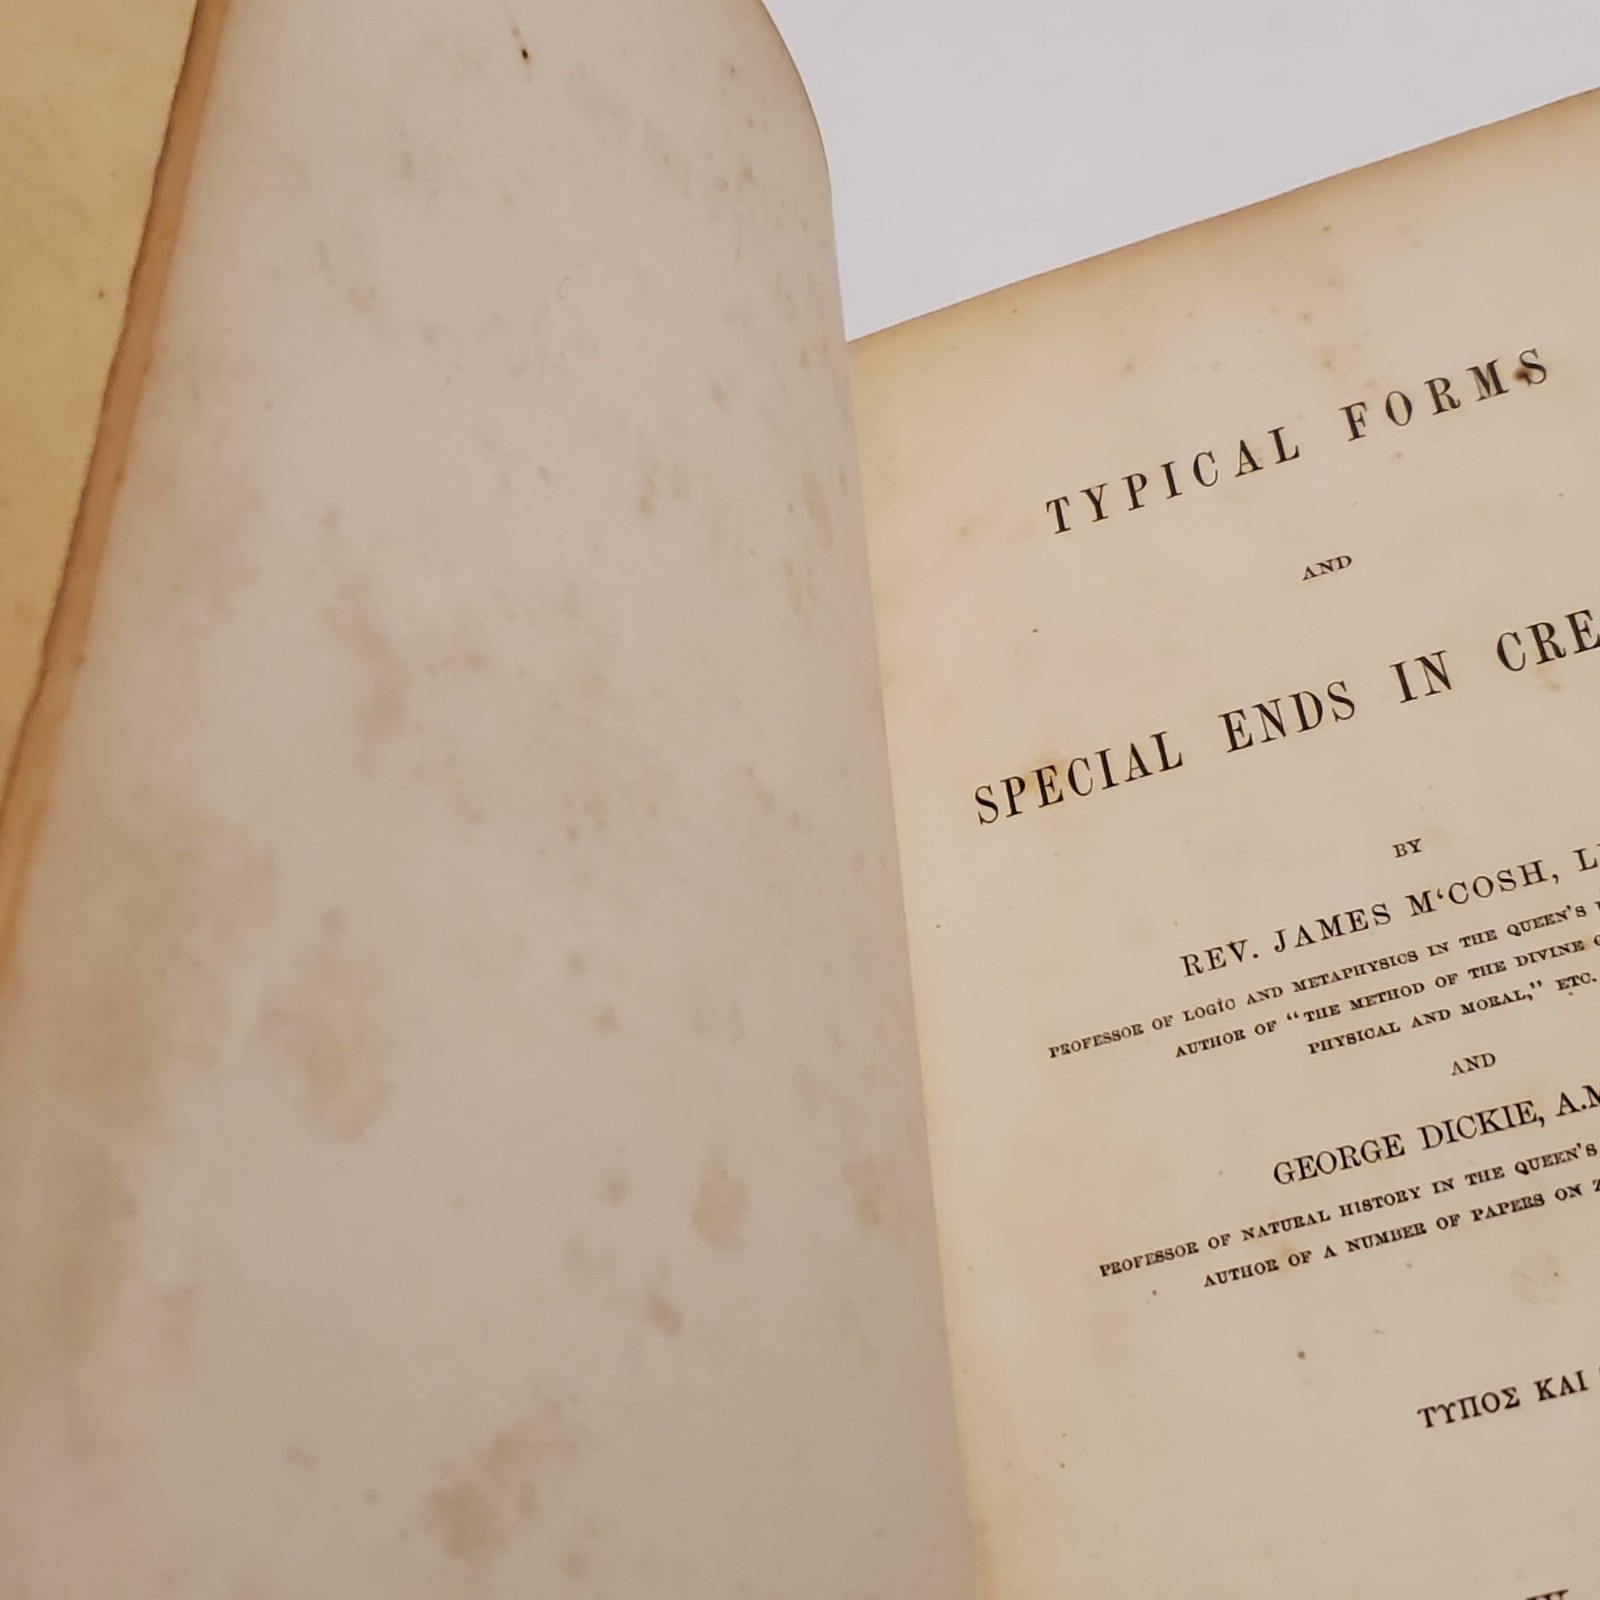 TYPICAL FORMS
AND
SPECIAL ENDS IN CRE
BY
REV. JAMES M‘COSH, L
PROFESSOR OF LOGIC AND METAPHYSICS IN THE QUEEN'S
AUTHOR OF "THE METHOD OF THE DIVINE G
PHYSICAL AND MORAL," ETC.
AND
GEORGE DICKIE, A.M
PROFESSOR OF NATURAL HISTORY IN THE QUEEN'S
AUTHOR OF A NUMBER OF PAPERS ON Z
ΤΥΠΟΣ ΚΑΙ